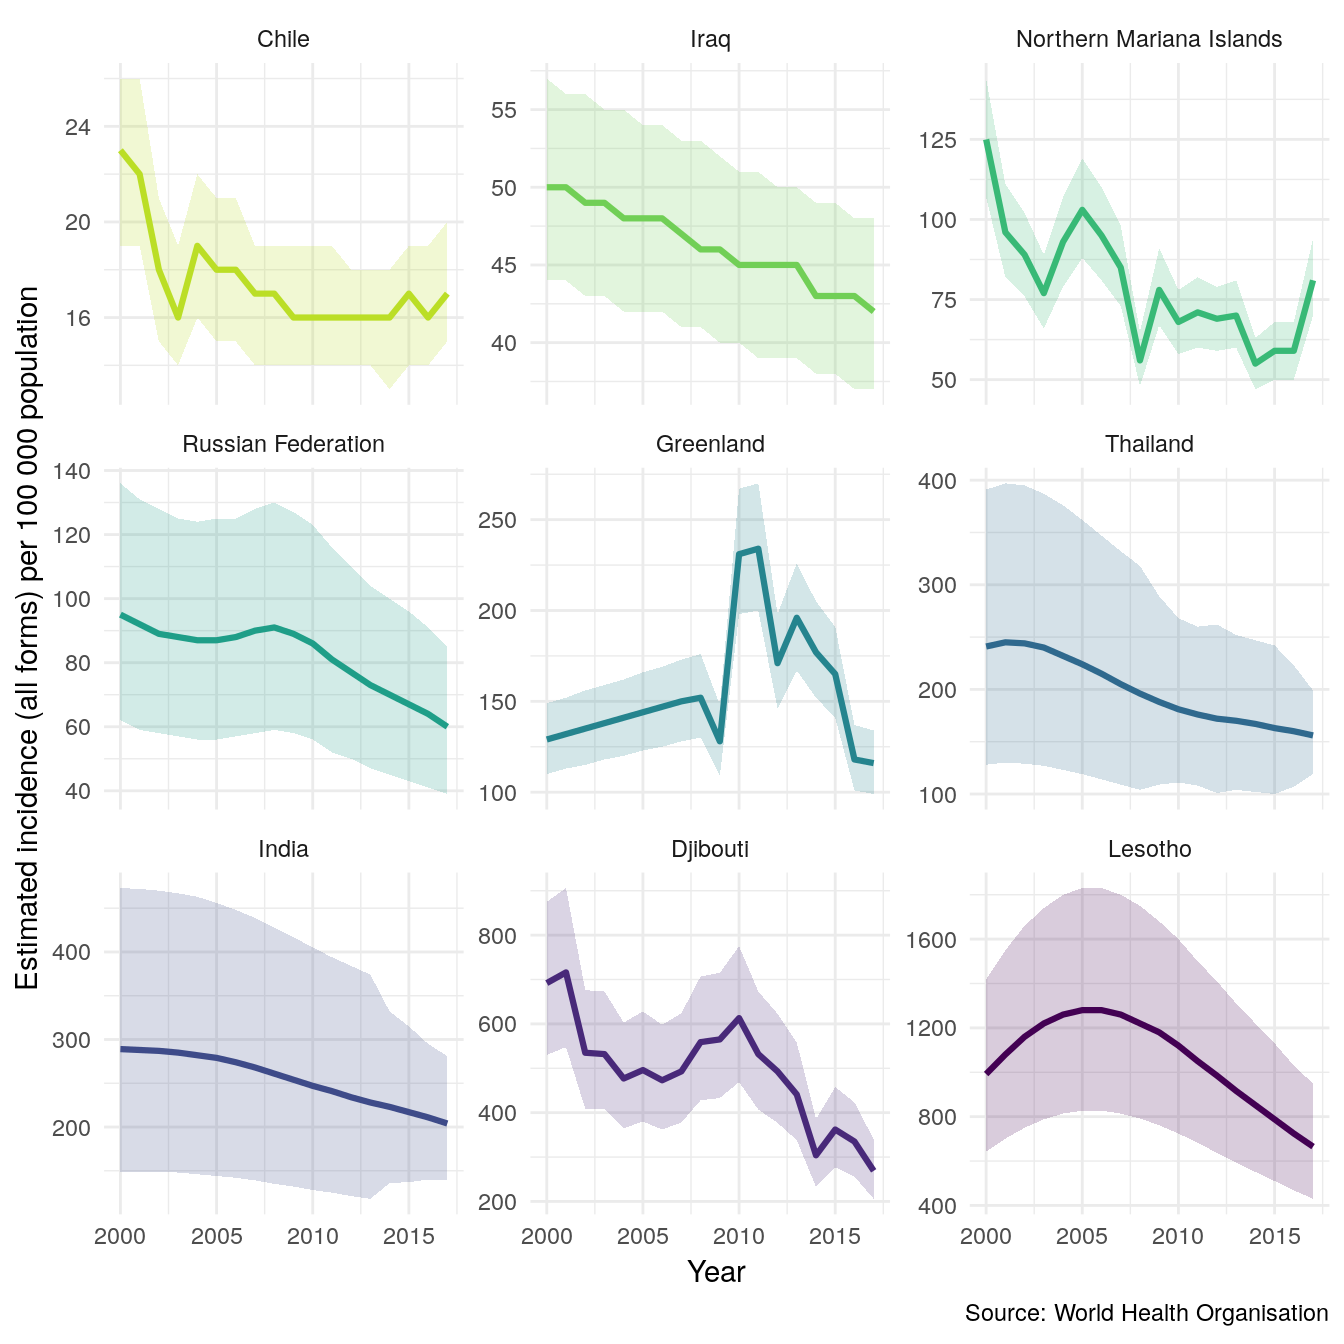 Chile
Iraq
Northern Mariana Islands
24
20
16
55
50
45
40
125
100
75
50
Russian Federation
Greenland
Thailand
140
120
100
80
60
40
250
200
150
100
400
300
200
100
India
Djibouti
Lesotho
400
300
200
800
600
400
200
1600
1200
800
400
2000 2005 2010 2015
2000 2005 2010 2015
2000 2005 2010 2015
Estimated incidence (all forms) per 100 000 population
Year
Source: World Health Organisation